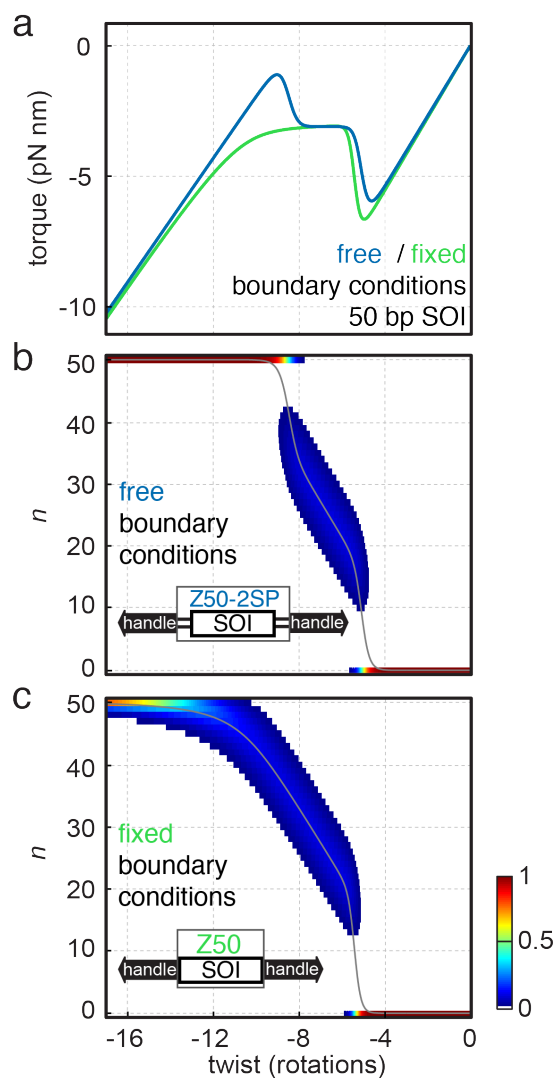 a
0
-5
-10
torque (pN nm)
free / fixed
boundary conditions
50 bp SOI
b
50
40
30
20
10
0
n
free
boundary
conditions
Z50-2SP
handle SOI handle
c
50
40
30
20
10
0
n
fixed
boundary
conditions
Z50
handle SOI handle
1
0.5
0
-16 -12 -8 -4 0
twist (rotations)